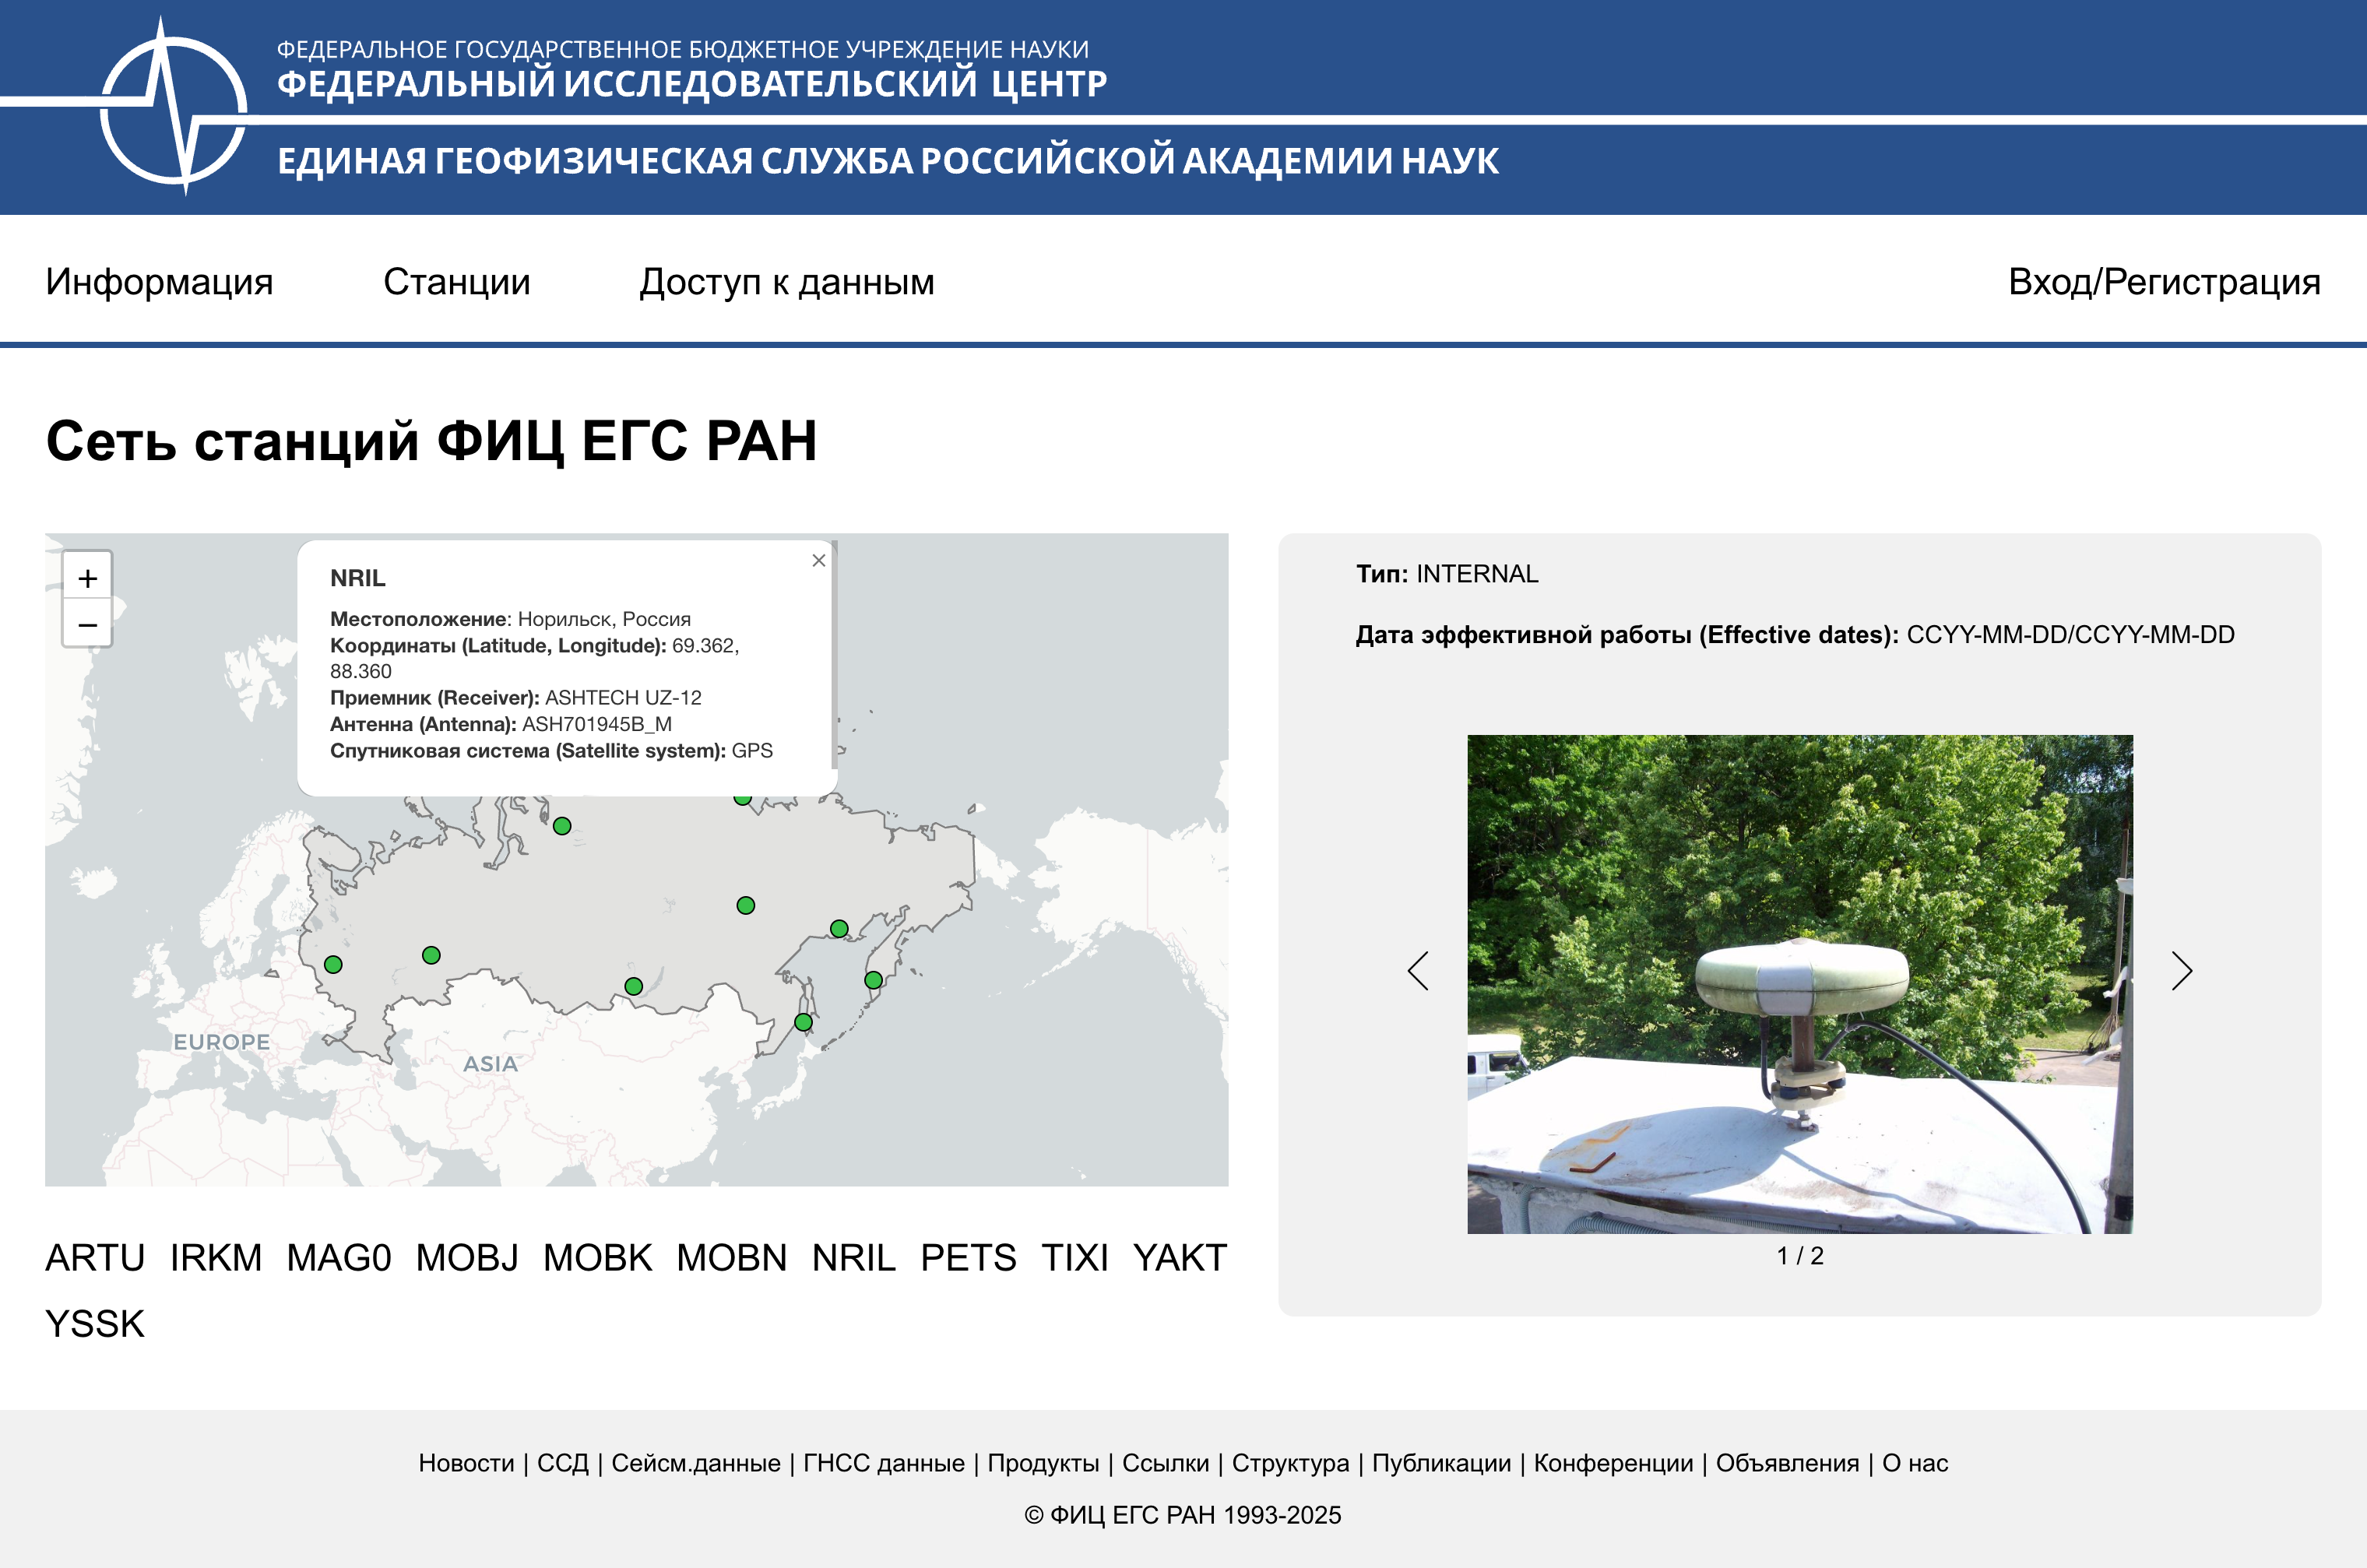 ФЕДЕРАЛЬНОЕ ГОСУДАРСТВЕННОЕ БЮДЖЕТНОЕ УЧРЕЖДЕНИЕ НАУКИ
ФЕДЕРАЛЬНЫЙ ИССЛЕДОВАТЕЛЬСКИЙ ЦЕНТР
ЕДИНАЯ ГЕОФИЗИЧЕСКАЯ СЛУЖБА РОССИЙСКОЙ АКАДЕМИИ НАУК
Информация Станции Доступ к данным Вход/Регистрация
Сеть станций ФИЦ ЕГС РАН
+
−
×
NRIL
Местоположение: Норильск, Россия
Координаты (Latitude, Longitude): 69.362,
88.360
Приемник (Receiver): ASHTECH UZ-12
Антенна (Antenna): ASH701945B_M
Спутниковая система (Satellite system): GPS
EUROPE
ASIA
ARTU IRKM MAG0 MOBJ MOBK MOBN NRIL PETS TIXI YAKT
YSSK
Тип: INTERNAL
Дата эффективной работы (Effective dates): CCYY-MM-DD/CCYY-MM-DD
1 / 2
Новости | ССД | Сейсм.данные | ГНСС данные | Продукты | Ссылки | Структура | Публикации | Конференции | Объявления | О нас
© ФИЦ ЕГС РАН 1993-2025